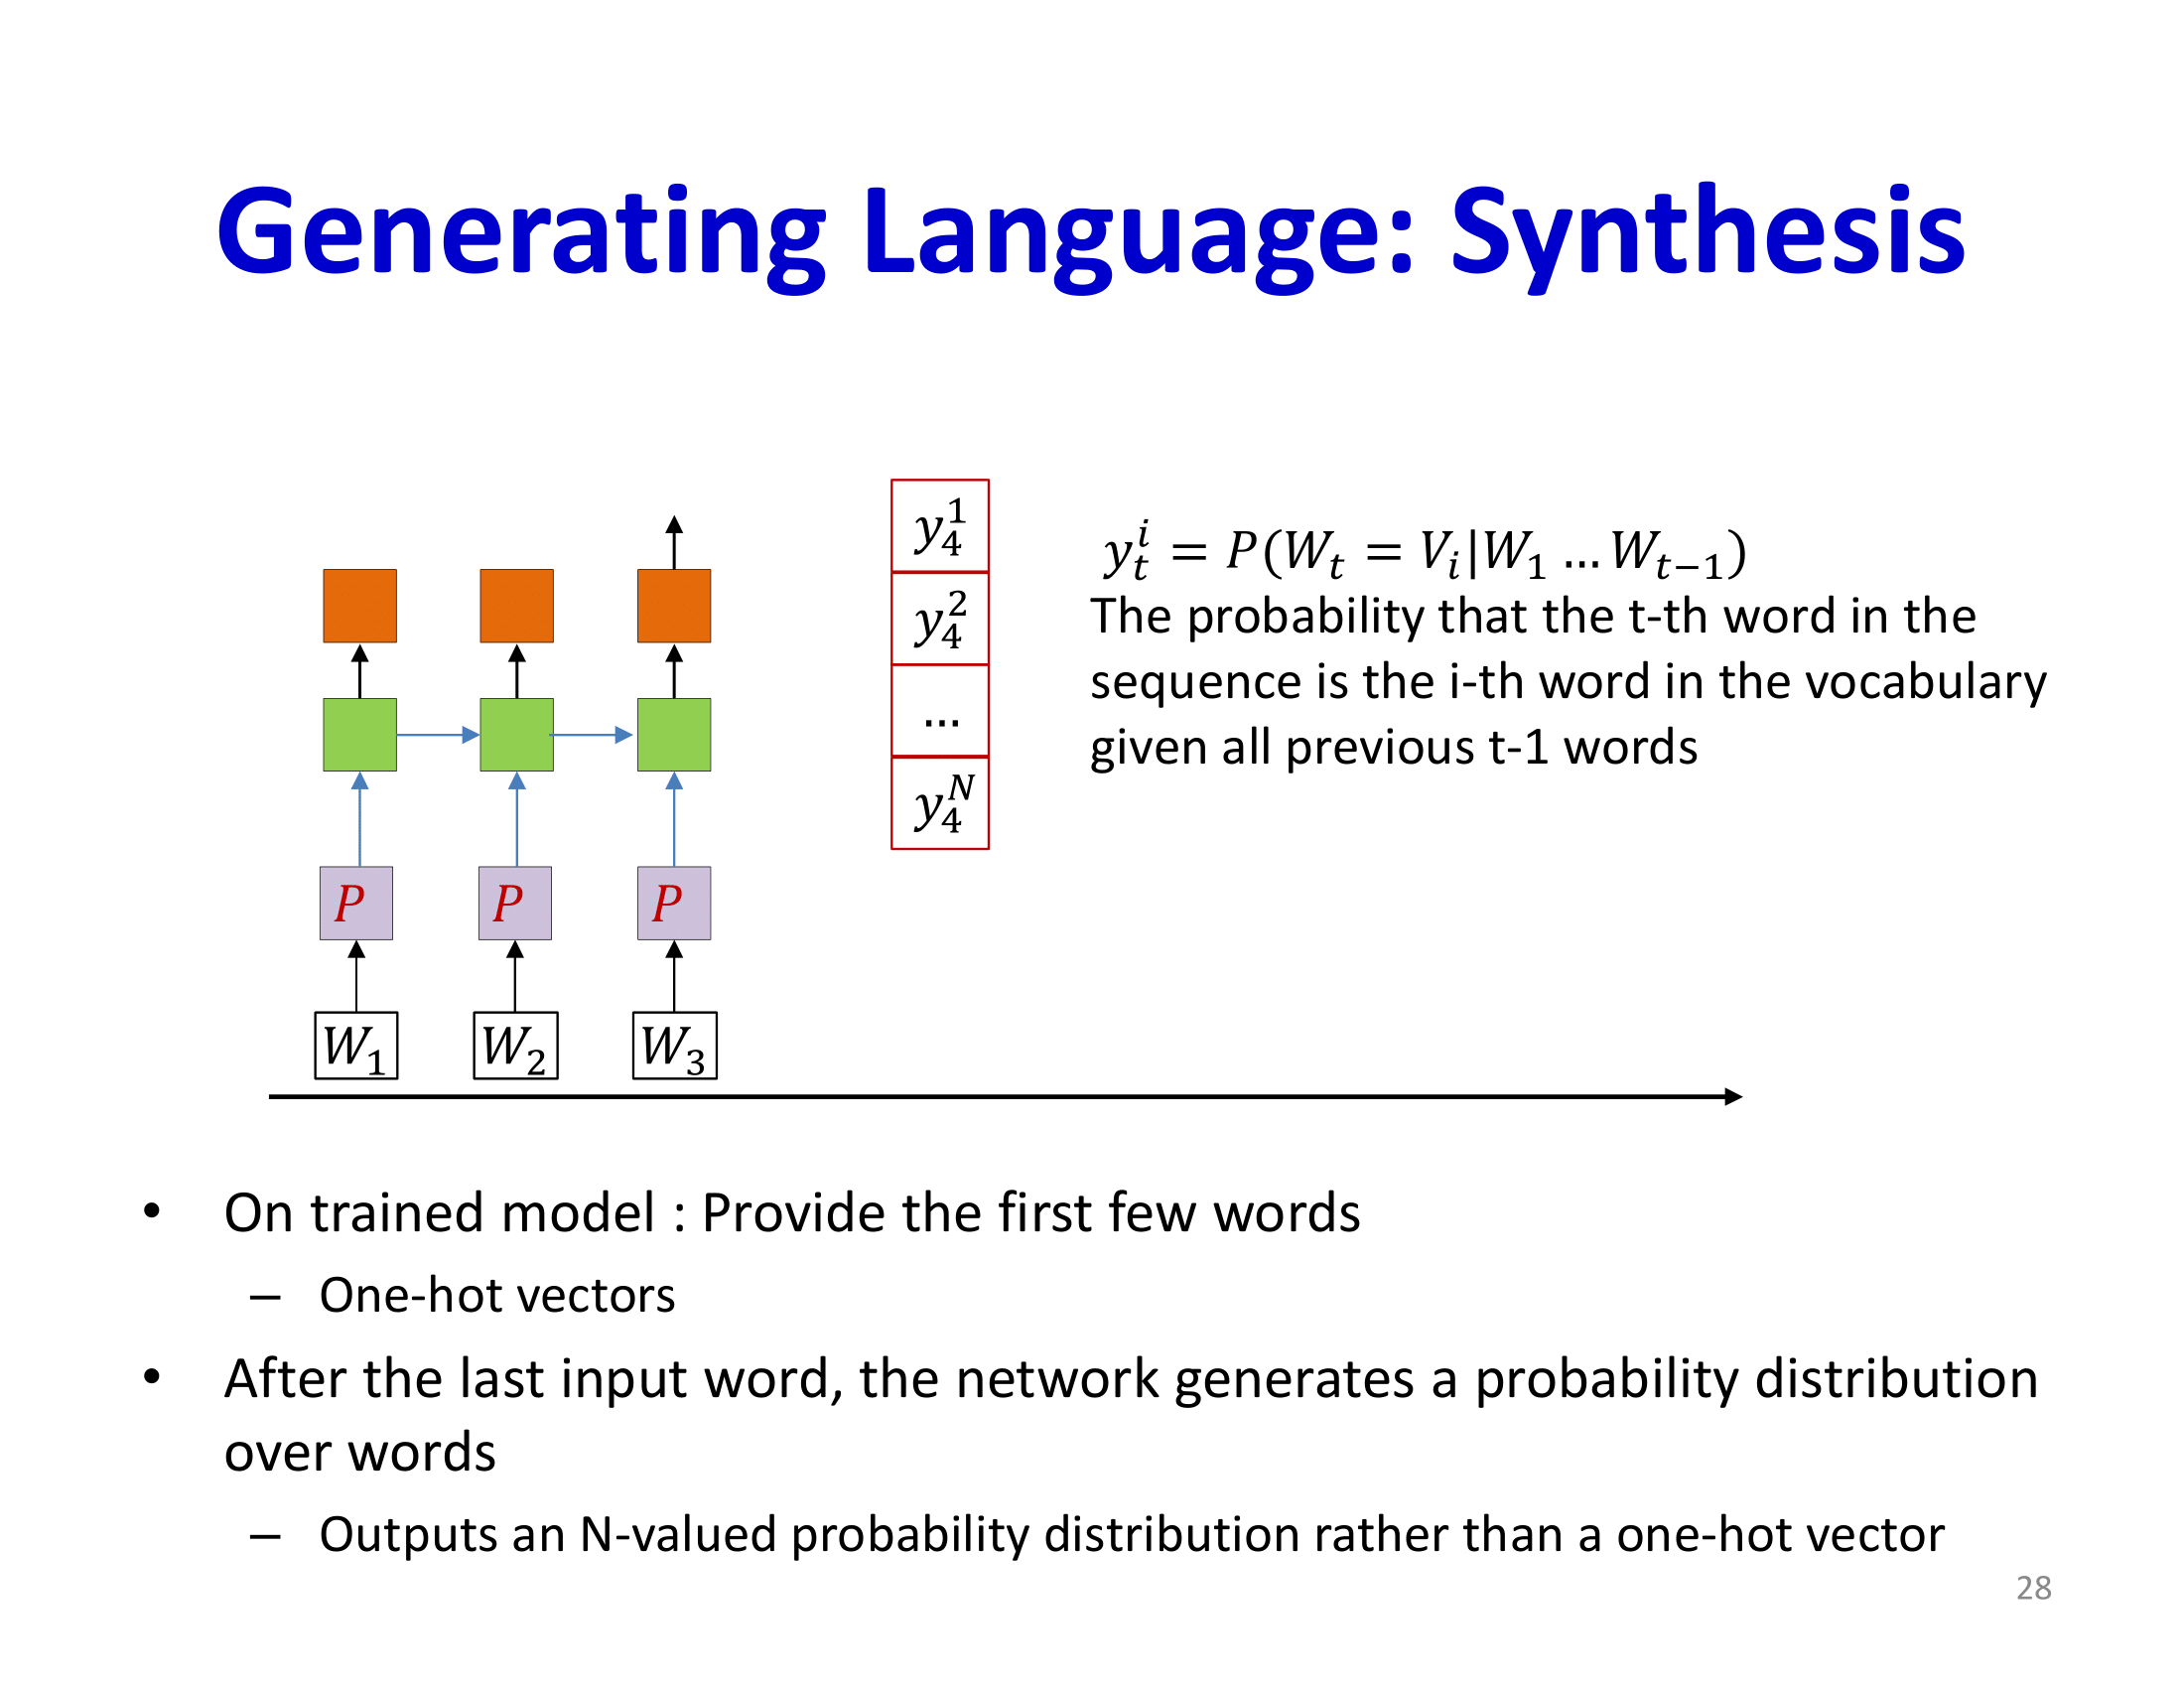 Generating Language: Synthesis
y_4^1
y_4^2
...
y_4^N
y_t^i = P(W_t = V_i|W_1 ... W_{t-1})
The probability that the t-th word in the
sequence is the i-th word in the vocabulary
given all previous t-1 words
P P P
W_1 W_2 W_3
• On trained model : Provide the first few words
– One-hot vectors
• After the last input word, the network generates a probability distribution
over words
– Outputs an N-valued probability distribution rather than a one-hot vector
28